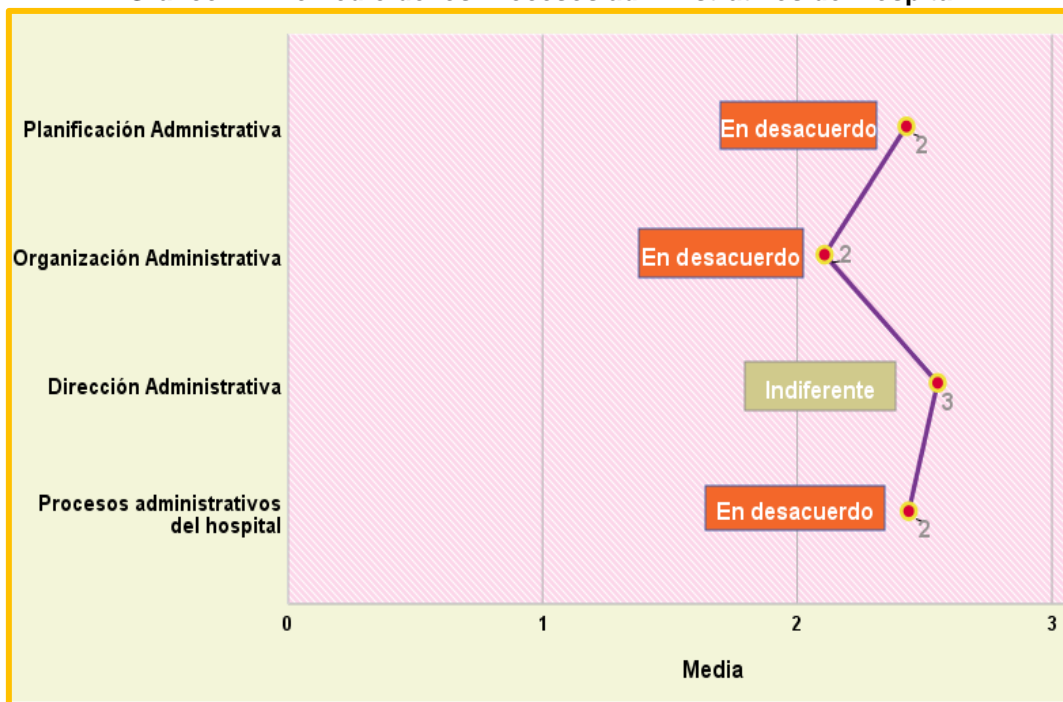 Planificación Admnistrativa
En desacuerdo
2
Organización Administrativa
En desacuerdo
2
Dirección Administrativa
Indiferente
3
Procesos administrativos
del hospital
En desacuerdo
2
0 1 2 3
Media